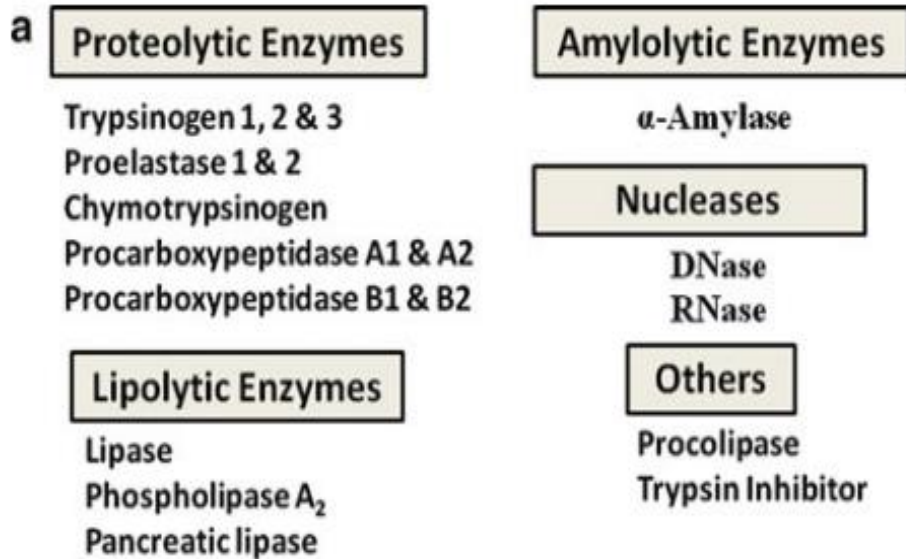 a
Proteolytic Enzymes
Trypsinogen 1, 2 & 3
Proelastase 1 & 2
Chymotrypsinogen
Procarboxypeptidase A1 & A2
Procarboxypeptidase B1 & B2
Lipolytic Enzymes
Lipase
Phospholipase A₂
Pancreatic lipase
Amylolytic Enzymes
α-Amylase
Nucleases
DNase
RNase
Others
Procolipase
Trypsin Inhibitor